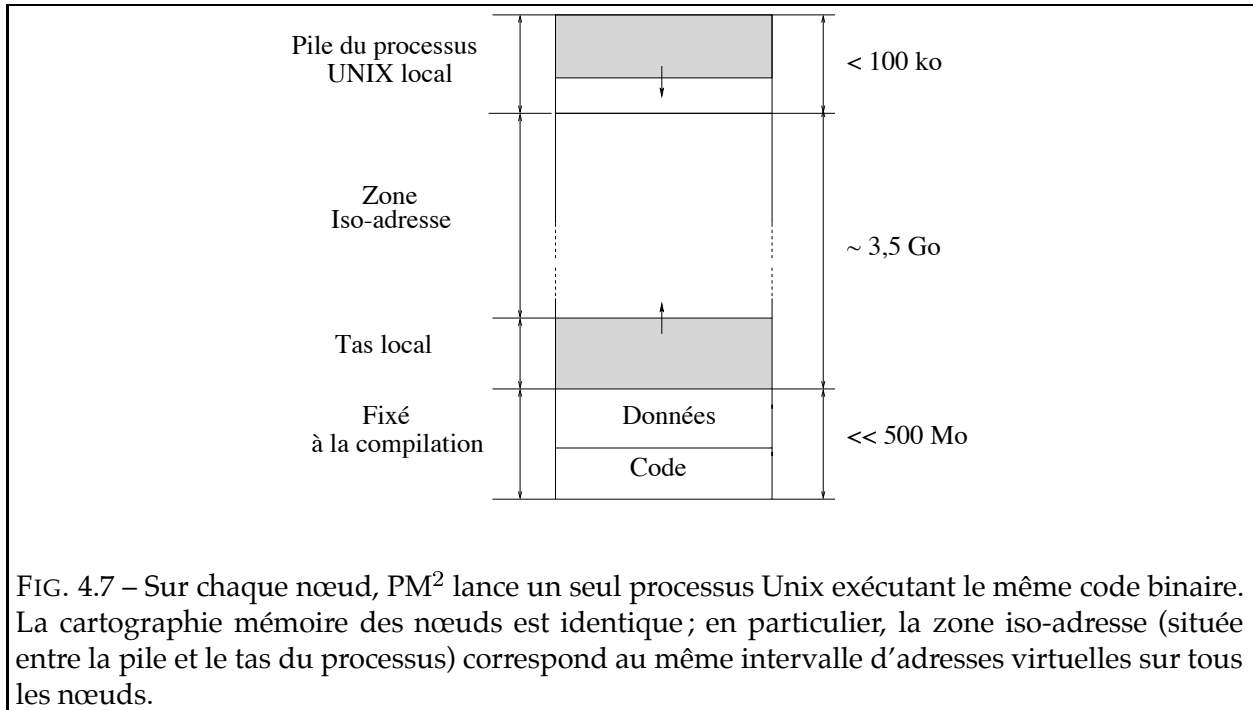 Pile du processus
UNIX local
< 100 ko
Zone
Iso-adresse
~ 3,5 Go
Tas local
Fixé
à la compilation
Données
<< 500 Mo
Code
FIG. 4.7 – Sur chaque nœud, PM² lance un seul processus Unix exécutant le même code binaire.
La cartographie mémoire des nœuds est identique ; en particulier, la zone iso-adresse (située
entre la pile et le tas du processus) correspond au même intervalle d'adresses virtuelles sur tous
les nœuds.